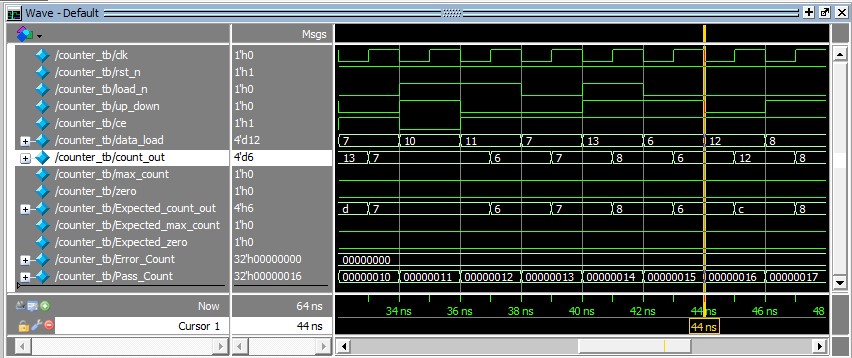 Wave - Default
Msgs
/counter_tb/clk 1'h0
/counter_tb/rst_n 1'h1
/counter_tb/load_n 1'h0
/counter_tb/up_down 1'h0
/counter_tb/ce 1'h1
/counter_tb/data_load 4'd12 7 10 11 7 13 6 12 8
/counter_tb/count_out 4'd6 13 7 6 7 8 6 12 8
/counter_tb/max_count 1'h0
/counter_tb/zero 1'h0
/counter_tb/Expected_count_out 4'h6 d 7 6 7 8 6 c 8
/counter_tb/Expected_max_count 1'h0
/counter_tb/Expected_zero 1'h0
/counter_tb/Error_Count 32'h00000000 00000000
/counter_tb/Pass_Count 32'h00000016 00000010 00000011 00000012 00000013 00000014 00000015 00000016 00000017
Now 64 ns 34 ns 36 ns 38 ns 40 ns 42 ns 44 ns 46 ns 48
Cursor 1 44 ns 44 ns